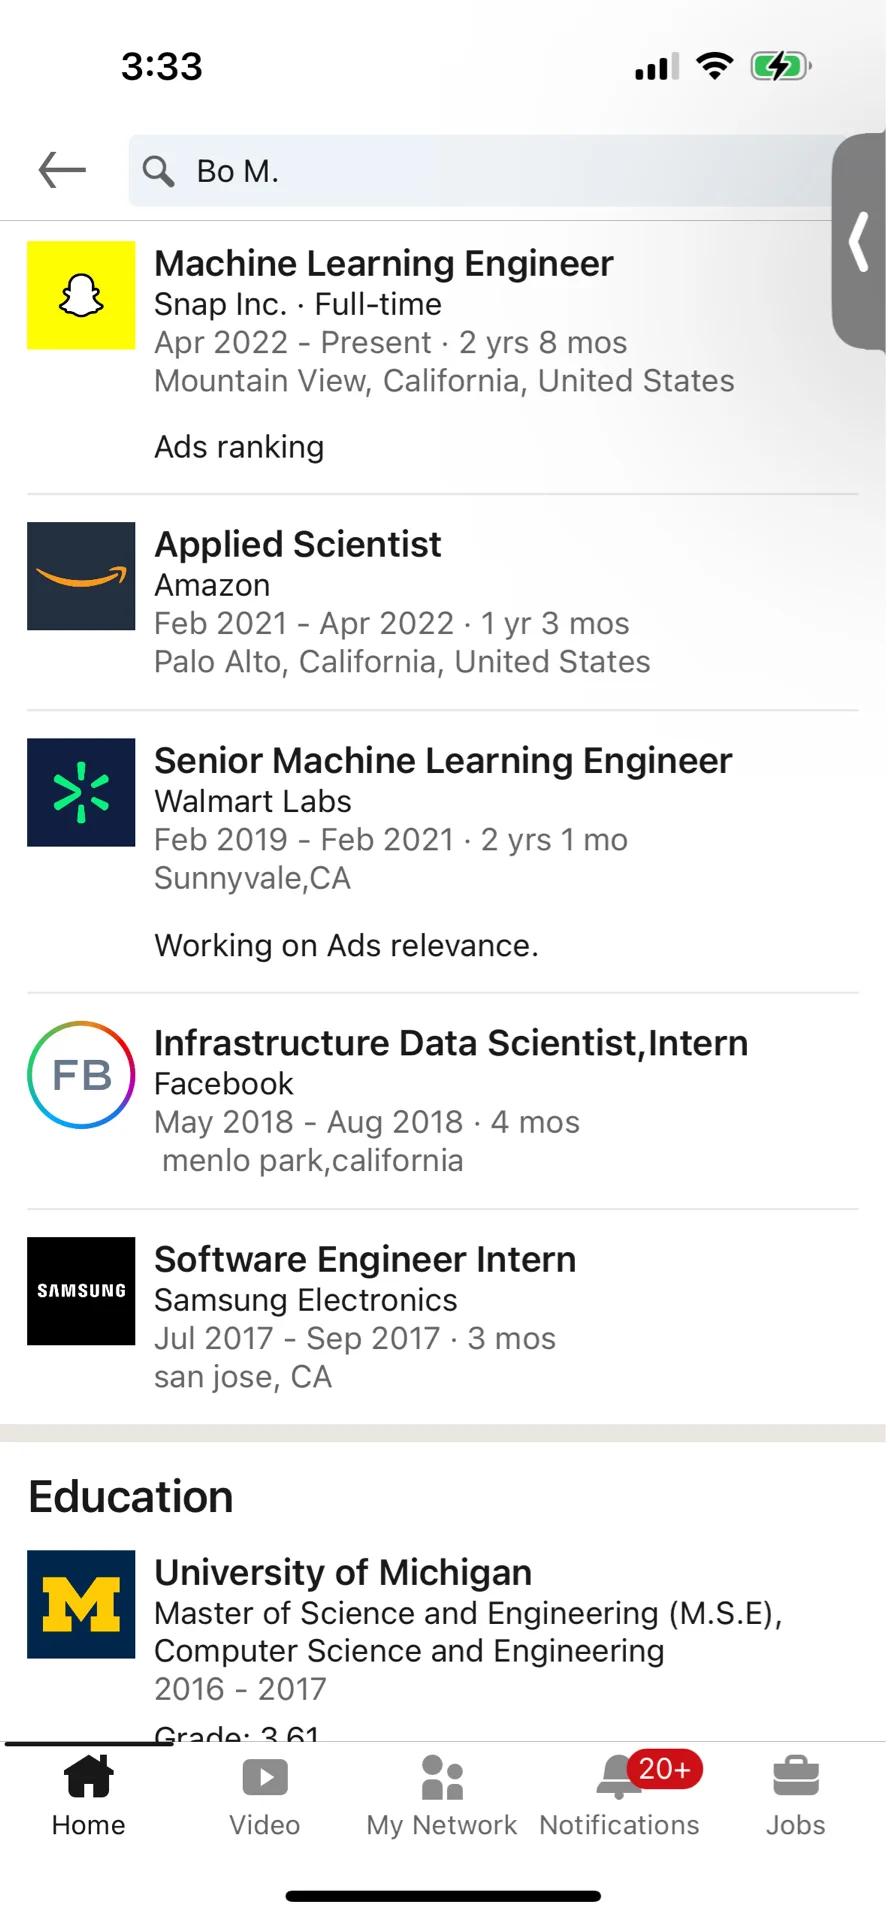 3:33
Bo M.
Machine Learning Engineer
Snap Inc. · Full-time
Apr 2022 - Present · 2 yrs 8 mos
Mountain View, California, United States
Ads ranking
Applied Scientist
Amazon
Feb 2021 - Apr 2022 · 1 yr 3 mos
Palo Alto, California, United States
Senior Machine Learning Engineer
Walmart Labs
Feb 2019 - Feb 2021 · 2 yrs 1 mo
Sunnyvale,CA
Working on Ads relevance.
FB
Infrastructure Data Scientist,Intern
Facebook
May 2018 - Aug 2018 · 4 mos
menlo park,california
SAMSUNG
Software Engineer Intern
Samsung Electronics
Jul 2017 - Sep 2017 · 3 mos
san jose, CA
Education
M
University of Michigan
Master of Science and Engineering (M.S.E),
Computer Science and Engineering
2016 - 2017
Grade: 3.61
20+
Home Video My Network Notifications Jobs